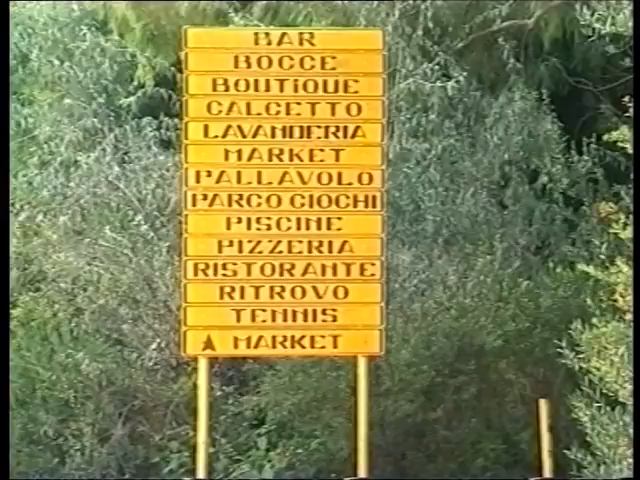 BAR
BOCCE
BOUTIQUE
CALCETTO
LAVANDERIA
MARKET
PALLAVOLO
PARCO GIOCHI
PISCINE
PIZZERIA
RISTORANTE
RITROVO
TENNIS
MARKET